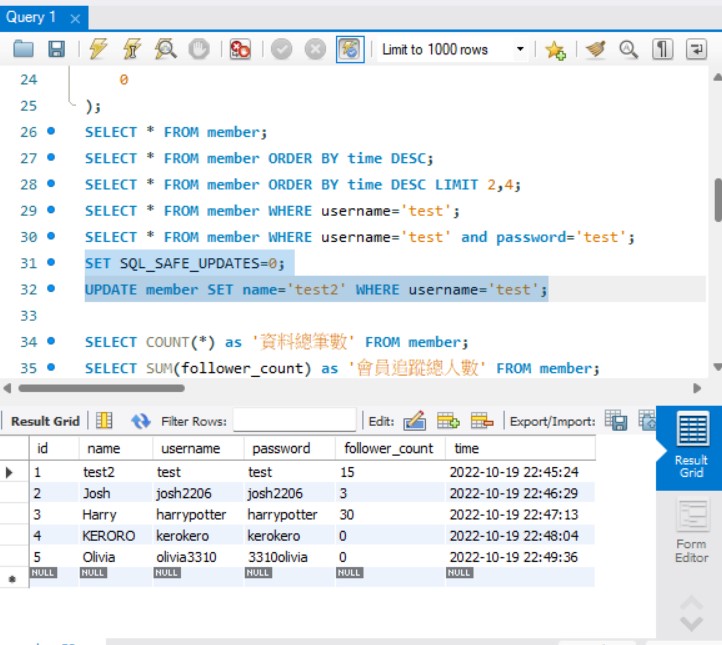 Query 1
Limit to 1000 rows
24 0
25 );
26 SELECT * FROM member;
27 SELECT * FROM member ORDER BY time DESC;
28 SELECT * FROM member ORDER BY time DESC LIMIT 2,4;
29 SELECT * FROM member WHERE username='test';
30 SELECT * FROM member WHERE username='test' and password='test';
31 SET SQL_SAFE_UPDATES=0;
32 UPDATE member SET name='test2' WHERE username='test';
33
34 SELECT COUNT(*) as '資料總筆數' FROM member;
35 SELECT SUM(follower_count) as '會員追蹤總人數' FROM member;
Result Grid Filter Rows: Edit: Export/Import:
id name username password follower_count time
1 test2 test test 15 2022-10-19 22:45:24
2 Josh josh2206 josh2206 3 2022-10-19 22:46:29
3 Harry harrypotter harrypotter 30 2022-10-19 22:47:13
4 KERORO kerokero kerokero 0 2022-10-19 22:48:04
5 Olivia olivia3310 3310olivia 0 2022-10-19 22:49:36
NULL NULL NULL NULL NULL NULL
Result
Grid
Form
Editor